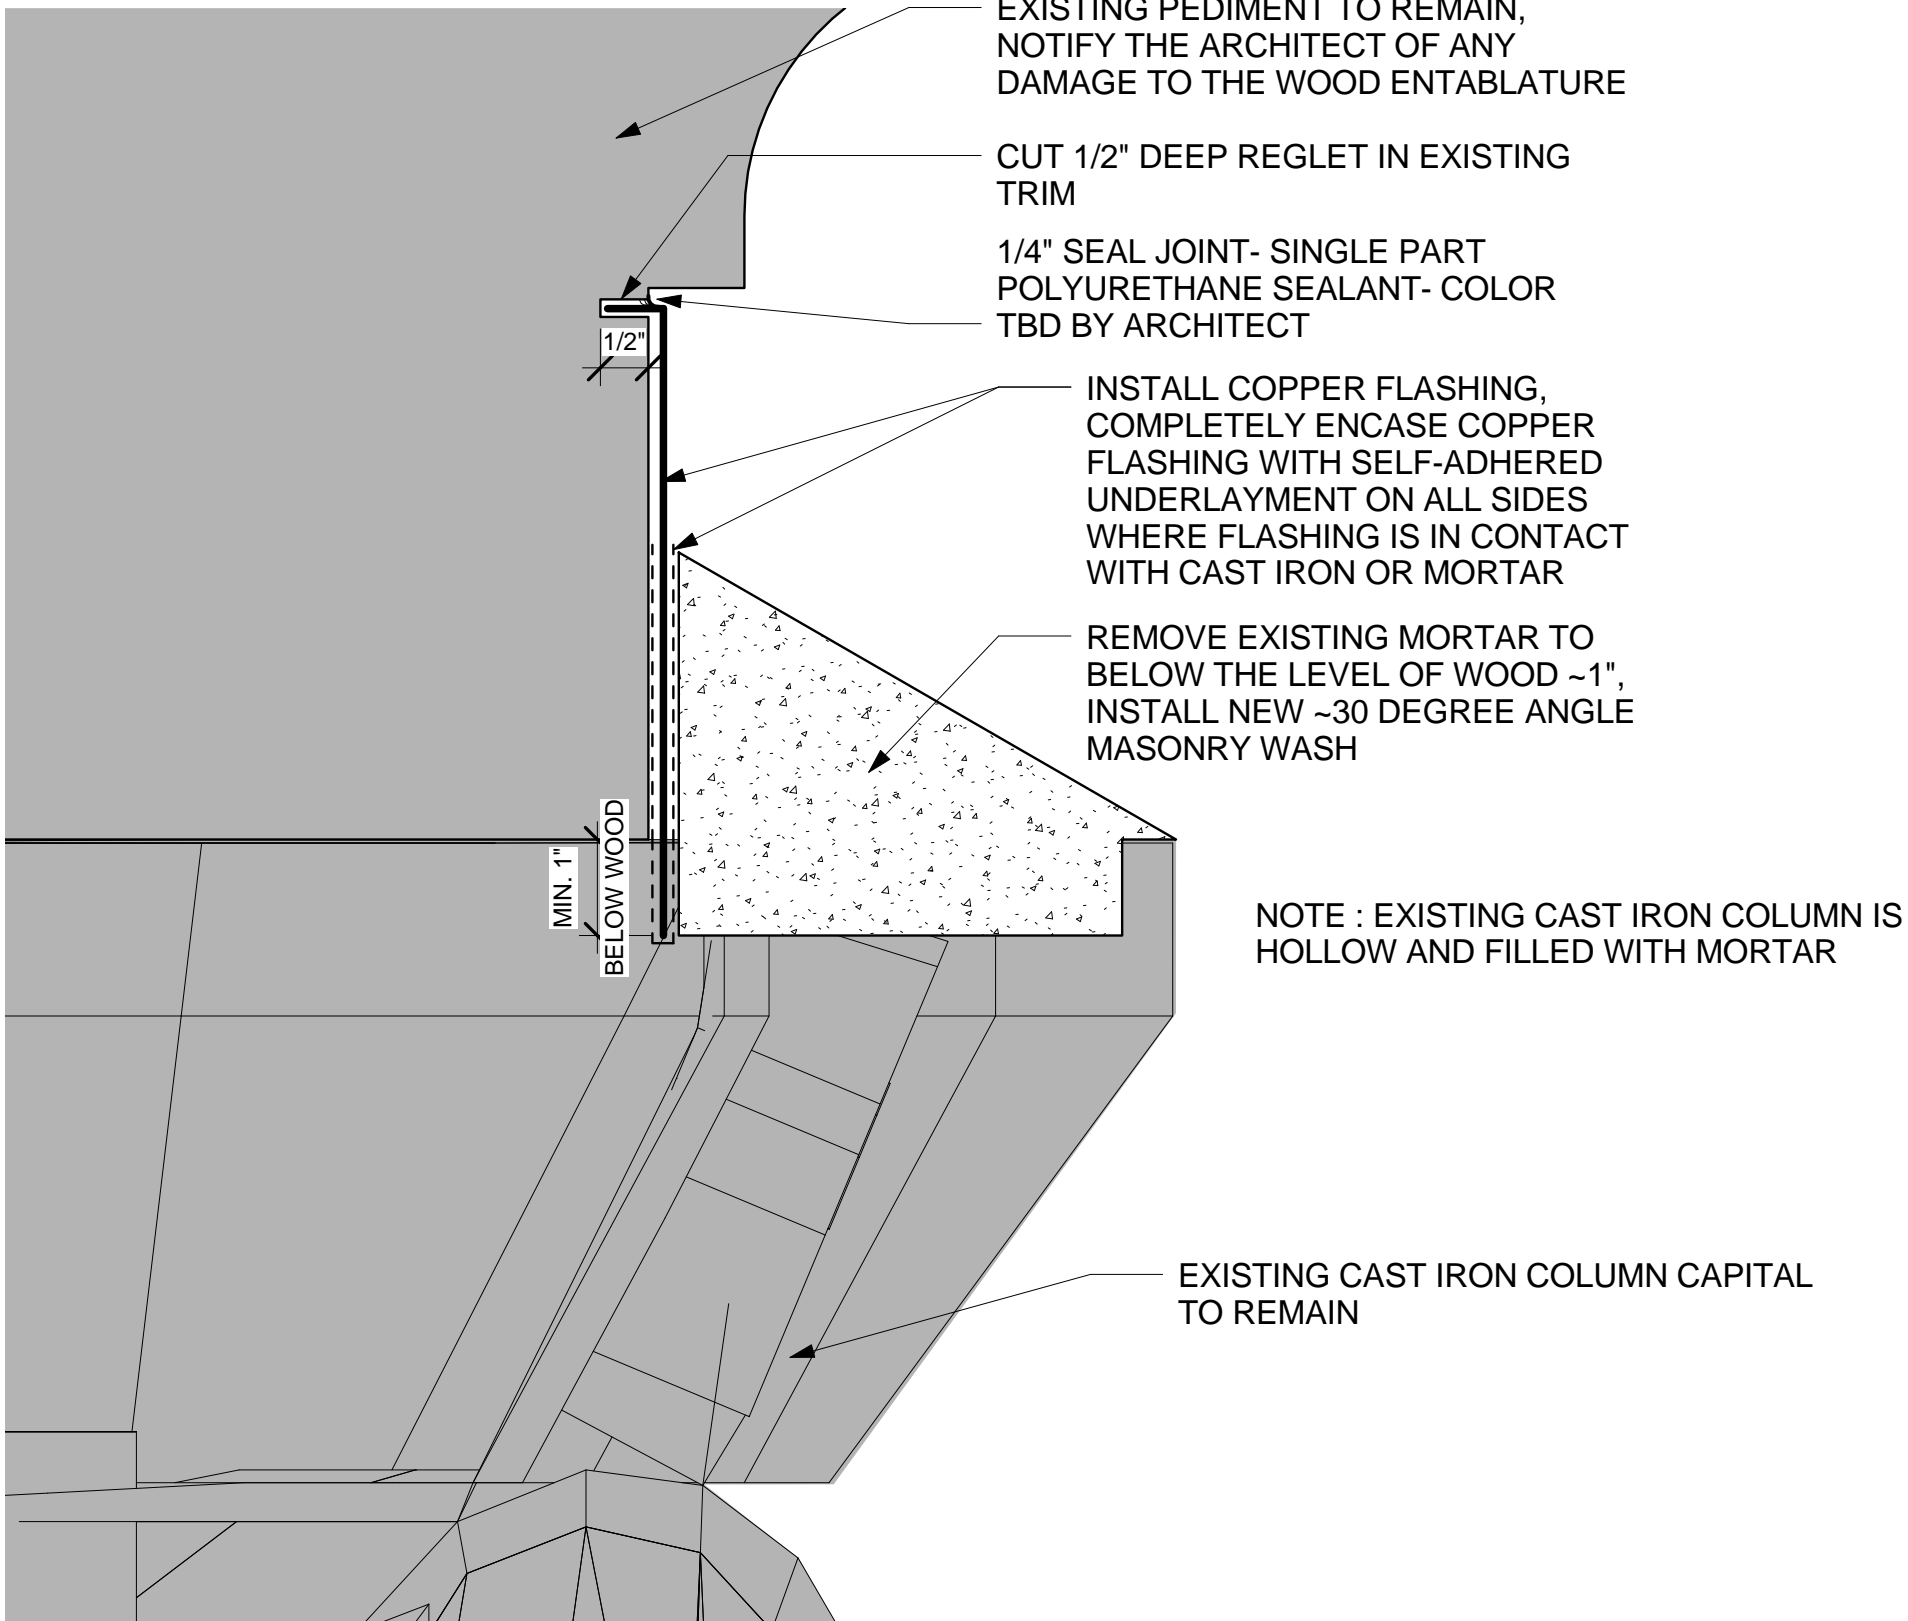 EXISTING PEDIMENT TO REMAIN,
NOTIFY THE ARCHITECT OF ANY
DAMAGE TO THE WOOD ENTABLATURE
CUT 1/2" DEEP REGLET IN EXISTING
TRIM
1/4" SEAL JOINT- SINGLE PART
POLYURETHANE SEALANT- COLOR
TBD BY ARCHITECT
1/2"
INSTALL COPPER FLASHING,
COMPLETELY ENCASE COPPER
FLASHING WITH SELF-ADHERED
UNDERLAYMENT ON ALL SIDES
WHERE FLASHING IS IN CONTACT
WITH CAST IRON OR MORTAR
REMOVE EXISTING MORTAR TO
BELOW THE LEVEL OF WOOD ~1",
INSTALL NEW ~30 DEGREE ANGLE
MASONRY WASH
MIN. 1"
BELOW WOOD
NOTE : EXISTING CAST IRON COLUMN IS
HOLLOW AND FILLED WITH MORTAR
EXISTING CAST IRON COLUMN CAPITAL
TO REMAIN